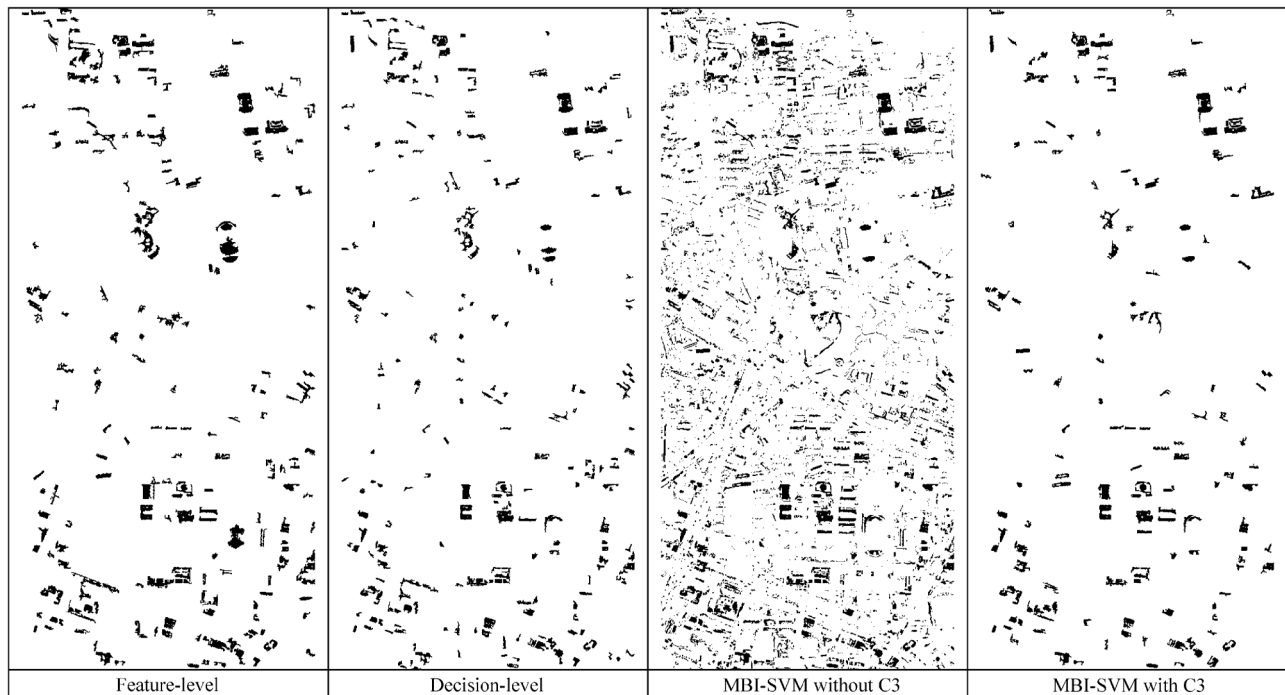 Feature-level
Decision-level
MBI-SVM without C3
MBI-SVM with C3